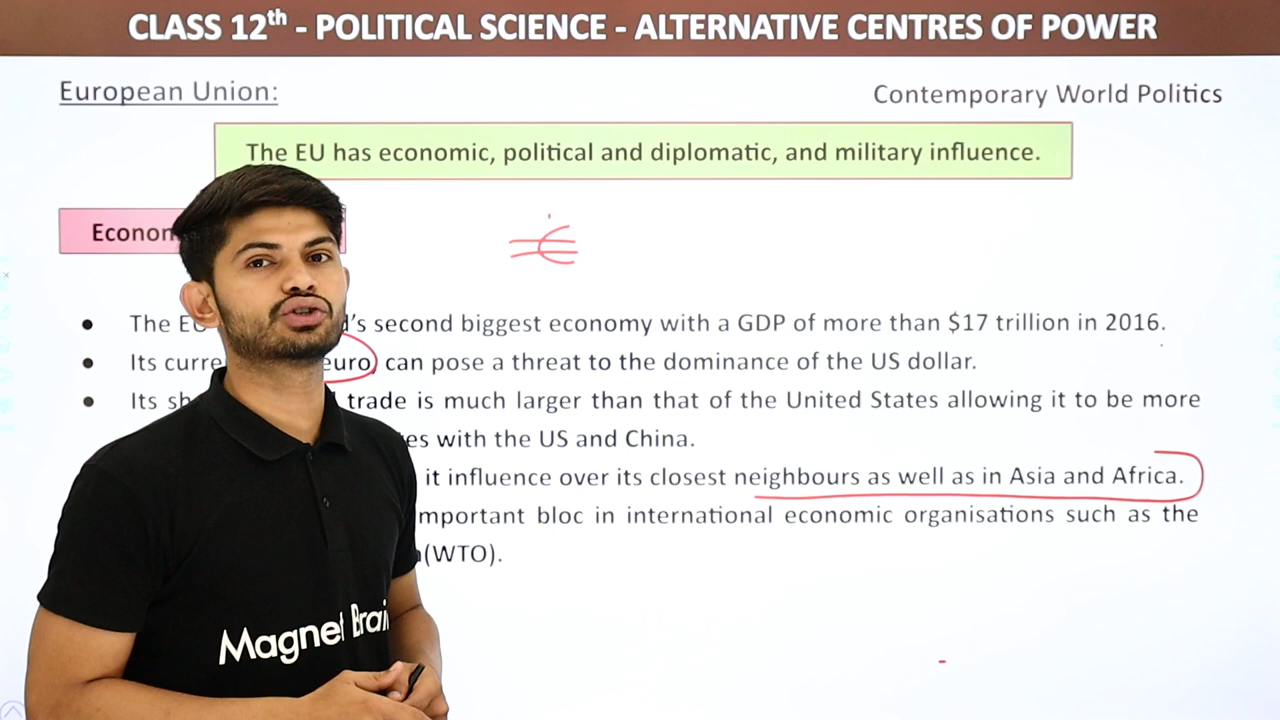 CLASS 12th - POLITICAL SCIENCE - ALTERNATIVE CENTRES OF POWER
European Union:
Contemporary World Politics
The EU has economic, political and diplomatic, and military influence.
Econom
€
The EU 's second biggest economy with a GDP of more than $17 trillion in 2016.
Its curre euro, can pose a threat to the dominance of the US dollar.
Its sh trade is much larger than that of the United States allowing it to be more
es with the US and China.
it influence over its closest neighbours as well as in Asia and Africa.
mportant bloc in international economic organisations such as the
(WTO).
Magnet Brai